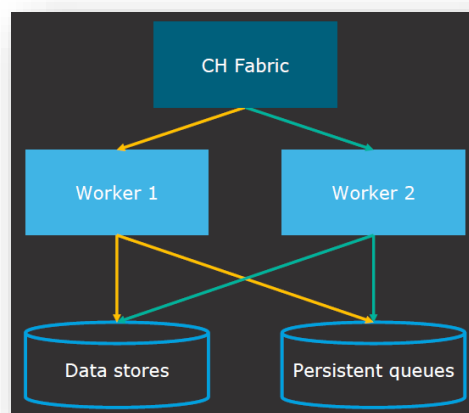 CH Fabric
Worker 1
Worker 2
Data stores
Persistent queues